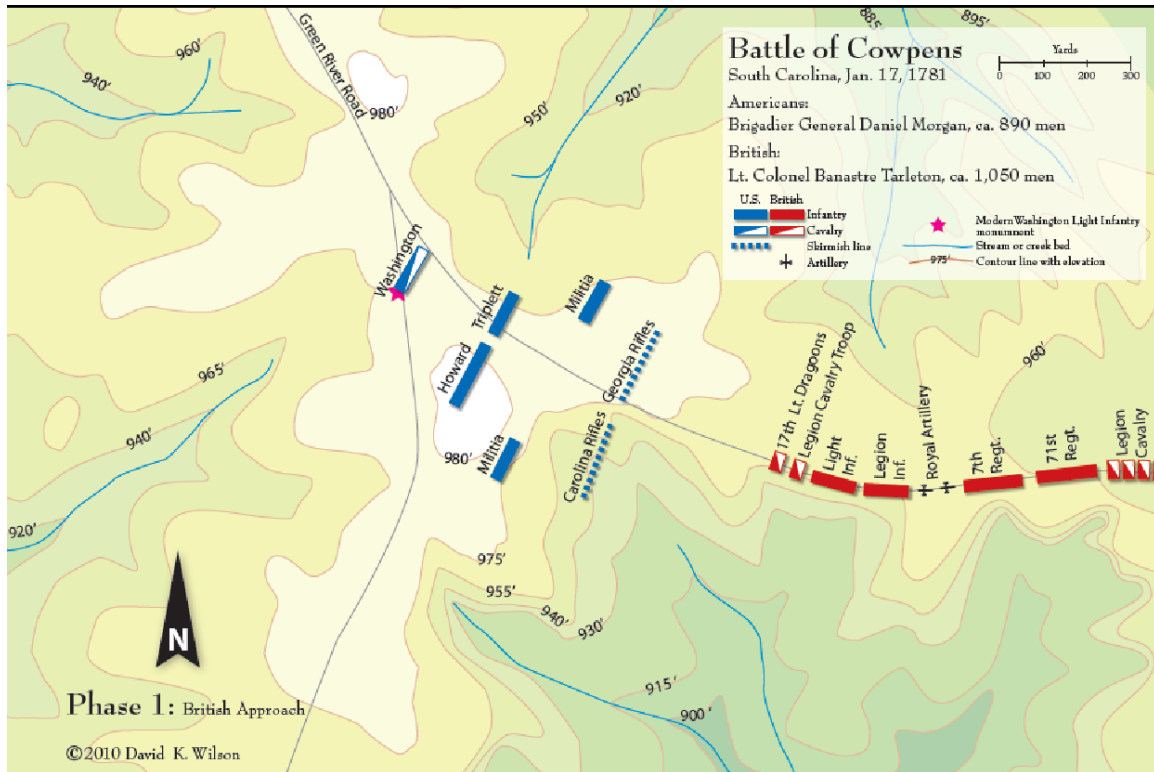 Battle of Cowpens
South Carolina, Jan. 17, 1781
Americans:
Brigadier General Daniel Morgan, ca. 890 men
British:
Lt. Colonel Banastre Tarleton, ca. 1,050 men
Yards
0 100 200 300
U.S. British
Infantry
Cavalry
Skirmish line
Artillery
Modern Washington Light Infantry
monumnent
Stream or creek bed
975' Contour line with elevation
Green River Road
960'
940'
980'
950'
920'
885'
895'
Washington
Triplett
Militia
Howard
Georgia Rifles
Militia
Carolina Rifles
980'
965'
940'
920'
960'
17th Lt. Dragoons
Legion Cavalry Troop
Light
Inf.
Legion
Inf.
Royal Artillery
7th
Regt.
71st
Regt.
Legion
Cavalry
975'
955'
940'
930'
915'
900'
N
Phase 1: British Approach
©2010 David K. Wilson